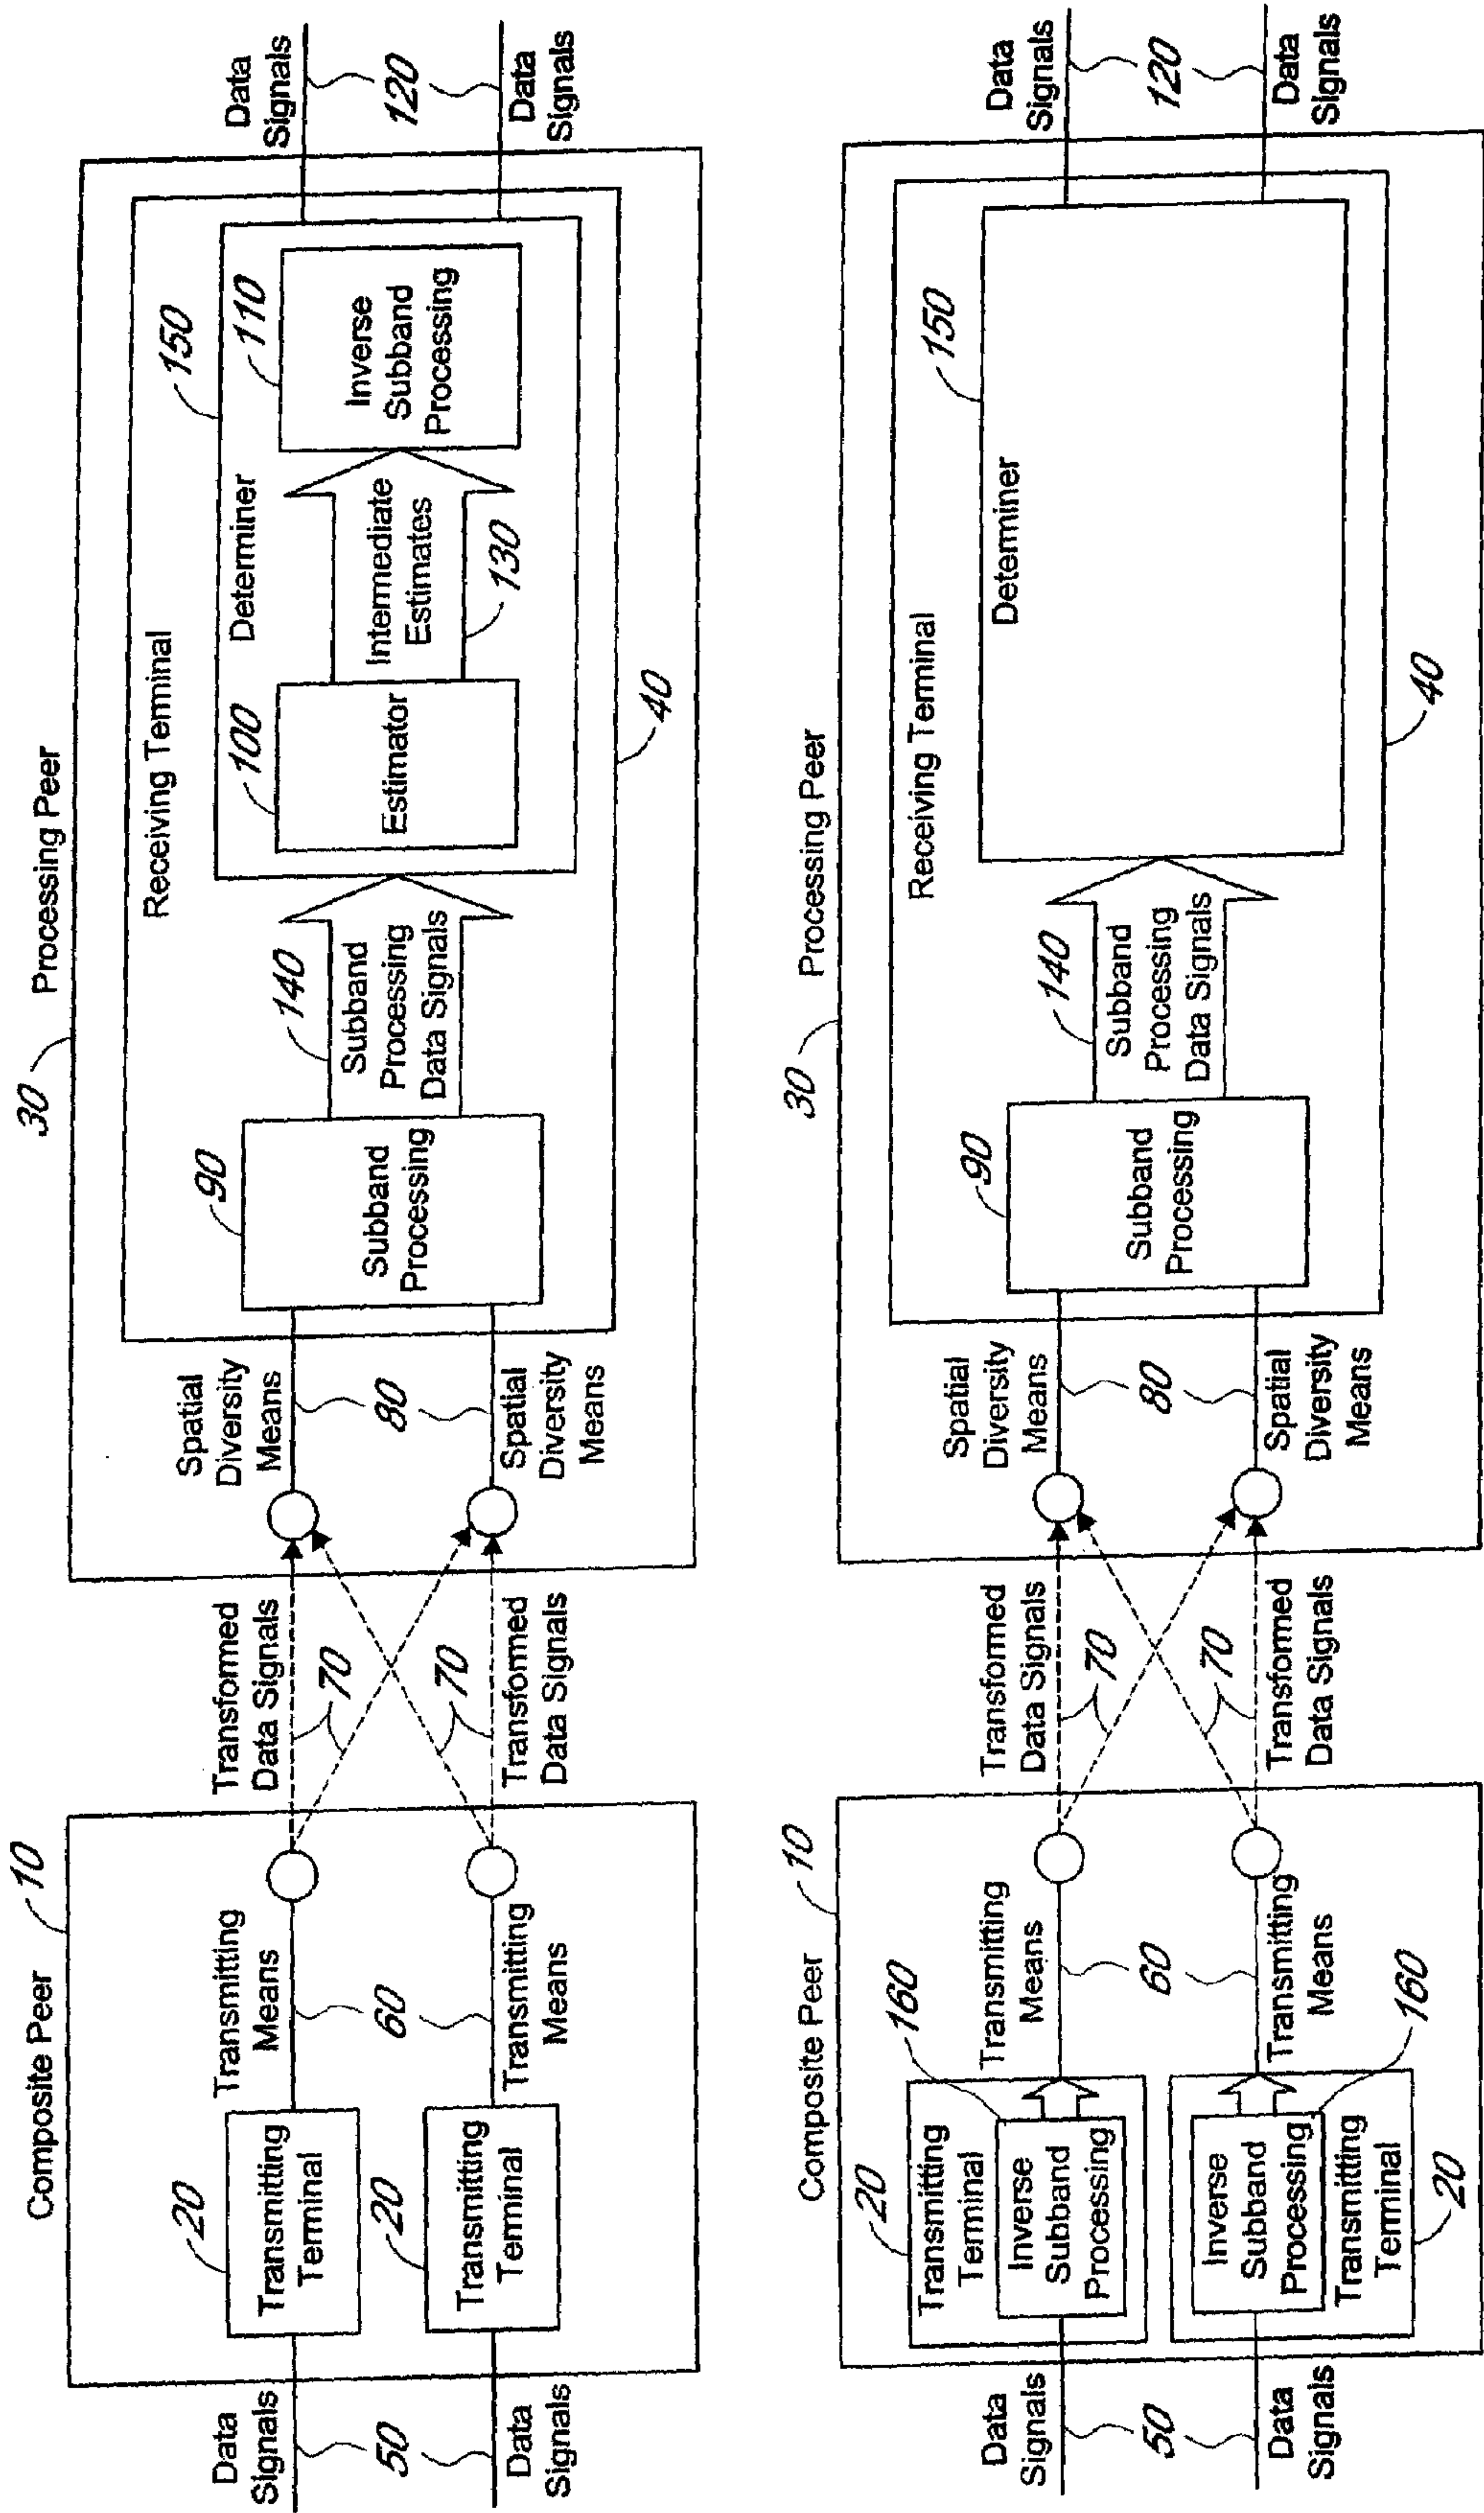 Composite Peer
10
Data
Signals
50
Data
Signals
20
Transmitting
Terminal
20
Transmitting
Terminal
Transmitting
Means
60
Transmitting
Means
Transformed
Data Signals
70
70
Transformed
Data Signals
30
Processing Peer
Spatial
Diversity
Means
80
Spatial
Diversity
Means
Receiving Terminal
90
Subband
Processing
140
Subband
Processing
Data Signals
150
Determiner
100
Estimator
Intermediate
Estimates
130
110
Inverse
Subband
Processing
40
Data
Signals
120
Data
Signals
Composite Peer
10
Data
Signals
50
Data
Signals
20
Transmitting
Terminal
Inverse
Subband
Processing
160
Inverse
Subband
Processing
Transmitting
Terminal
20
160
Transmitting
Means
60
Transmitting
Means
Transformed
Data Signals
70
70
Transformed
Data Signals
30
Processing Peer
Spatial
Diversity
Means
80
Spatial
Diversity
Means
Receiving Terminal
90
Subband
Processing
140
Subband
Processing
Data Signals
150
Determiner
40
Data
Signals
120
Data
Signals